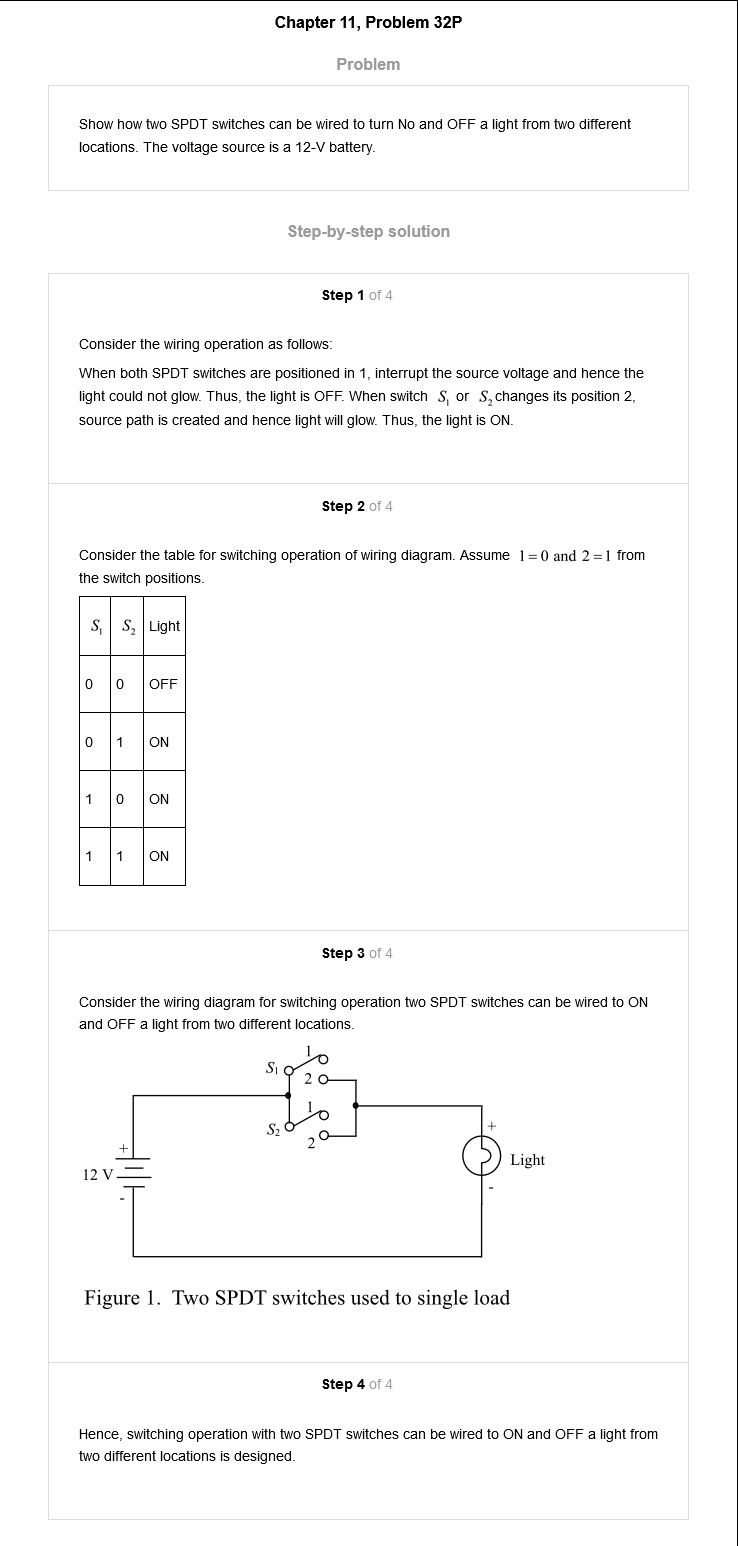 Chapter 11, Problem 32P
Problem
Show how two SPDT switches can be wired to turn No and OFF a light from two different
locations. The voltage source is a 12-V battery.
Step-by-step solution
Step 1 of 4
Consider the wiring operation as follows:
When both SPDT switches are positioned in 1, interrupt the source voltage and hence the
light could not glow. Thus, the light is OFF. When switch S₁ or S₂ changes its position 2,
source path is created and hence light will glow. Thus, the light is ON.
Step 2 of 4
Consider the table for switching operation of wiring diagram. Assume 1=0 and 2=1 from
the switch positions.
S₁ S₂ Light
0 0 OFF
0 1 ON
1 0 ON
1 1 ON
Step 3 of 4
Consider the wiring diagram for switching operation two SPDT switches can be wired to ON
and OFF a light from two different locations.
1
S₁
2
1
S₂
2
+
+
12 V
Light
-
-
Figure 1. Two SPDT switches used to single load
Step 4 of 4
Hence, switching operation with two SPDT switches can be wired to ON and OFF a light from
two different locations is designed.